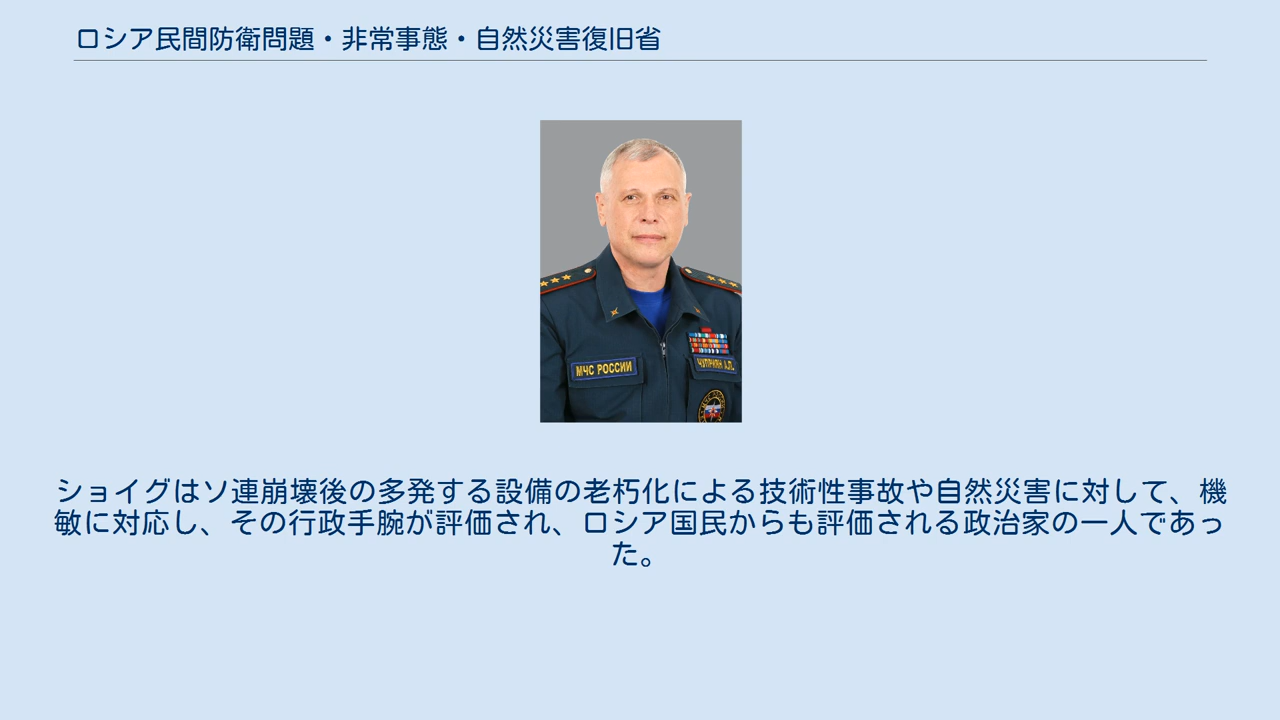 ロシア民間防衛問題・非常事態・自然災害復旧省
МЧС РОССИИ
ЧУПРИЯН А.П.
ショイグはソ連崩壊後の多発する設備の老朽化による技術性事故や自然災害に対して、機
敏に対応し、その行政手腕が評価され、ロシア国民からも評価される政治家の一人であっ
た。